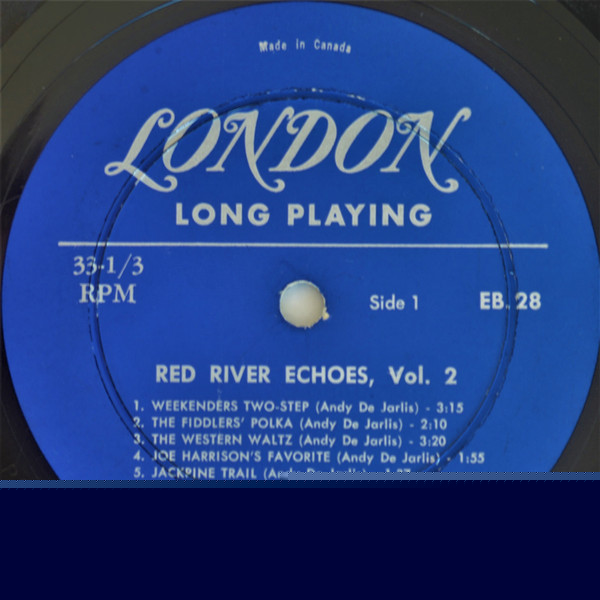 Made in Canada
LONDON
LONG PLAYING
33-1/3
RPM
Side 1
EB. 28
RED RIVER ECHOES, Vol. 2
1. WEEKENDERS TWO-STEP (Andy De Jarlis) - 3:15
2. THE FIDDLERS' POLKA (Andy De Jarlis) - 2:10
3. THE WESTERN WALTZ (Andy De Jarlis) - 3:20
4. JOE HARRISON'S FAVORITE (Andy De Jarlis) - 1:55
5. JACKPINE TRAIL (Andy De Jarlis)